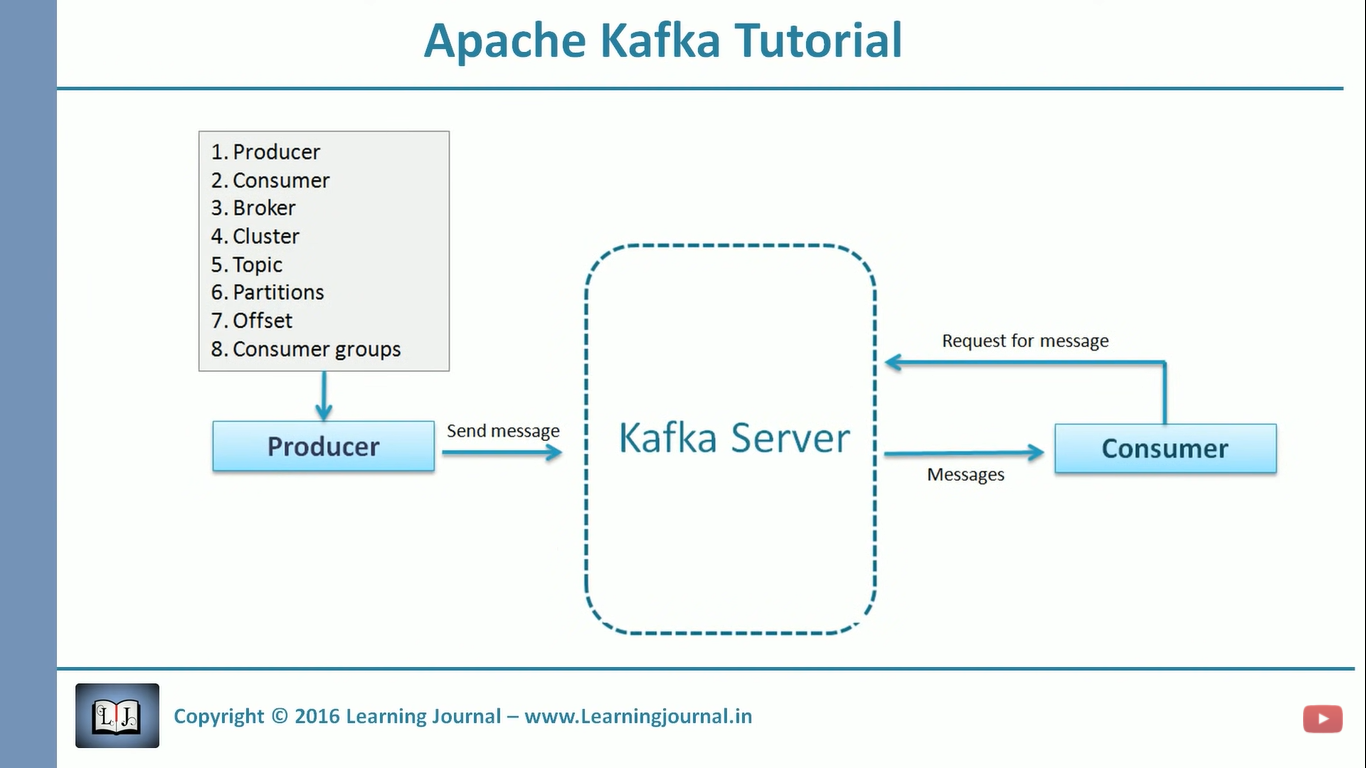 Apache Kafka Tutorial
1. Producer
2. Consumer
3. Broker
4. Cluster
5. Topic
6. Partitions
7. Offset
8. Consumer groups
Producer
Send message
Kafka Server
Request for message
Messages
Consumer
LJ
Copyright © 2016 Learning Journal – www.Learningjournal.in